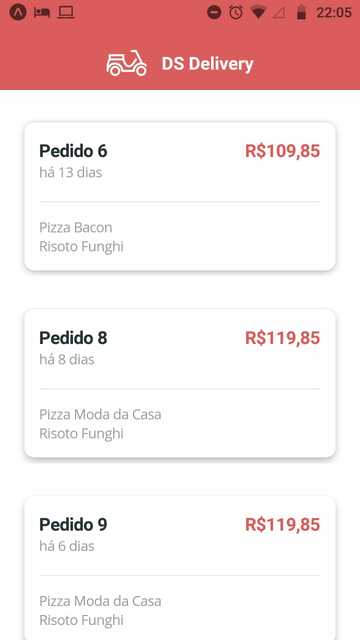 22:05
DS Delivery
Pedido 6 R$109,85
há 13 dias
Pizza Bacon
Risoto Funghi
Pedido 8 R$119,85
há 8 dias
Pizza Moda da Casa
Risoto Funghi
Pedido 9 R$119,85
há 6 dias
Pizza Moda da Casa
Risoto Funghi